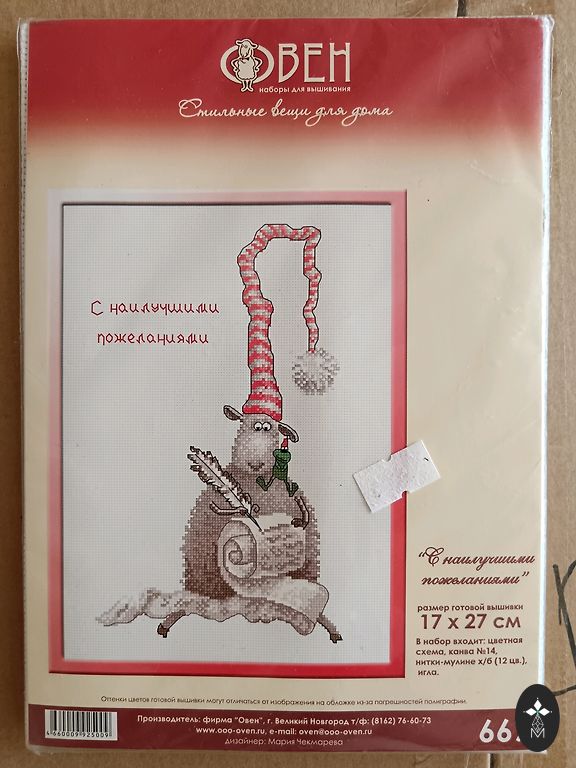 ОВЕН
наборы для вышивания
Стильные вещи для дома
С наилучшими
пожеланиями
"С наилучшими
пожеланиями"
размер готовой вышивки
17 х 27 см
В набор входит: цветная
схема, канва №14,
нитки-мулине х/б (12 цв.),
игла.
Оттенки цветов готовой вышивки могут отличаться от изображения на обложке из-за погрешностей полиграфии.
Производитель: фирма "Овен", г. Великий Новгород т/ф: (8162) 76-60-73
www.ooo-oven.ru, e-mail: oven@ooo-oven.ru
дизайнер: Мария Чекмарева
4 660009 925009
M